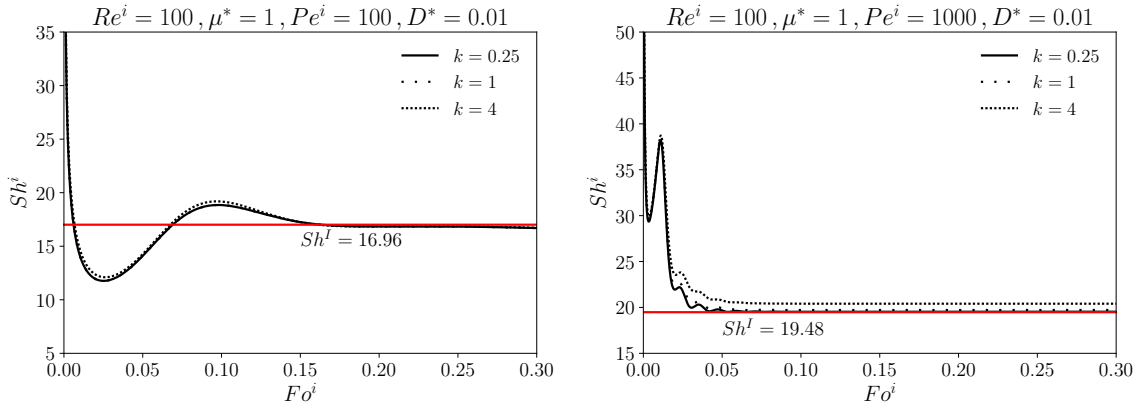 Re^i = 100 , μ* = 1 , Pe^i = 100 , D* = 0.01
35
30
25
20
15
10
5
Sh^i
k = 0.25
k = 1
k = 4
Sh^I = 16.96
0.00 0.05 0.10 0.15 0.20 0.25 0.30
Fo^i
Re^i = 100 , μ* = 1 , Pe^i = 1000 , D* = 0.01
50
45
40
35
30
25
20
15
Sh^i
k = 0.25
k = 1
k = 4
Sh^I = 19.48
0.00 0.05 0.10 0.15 0.20 0.25 0.30
Fo^i